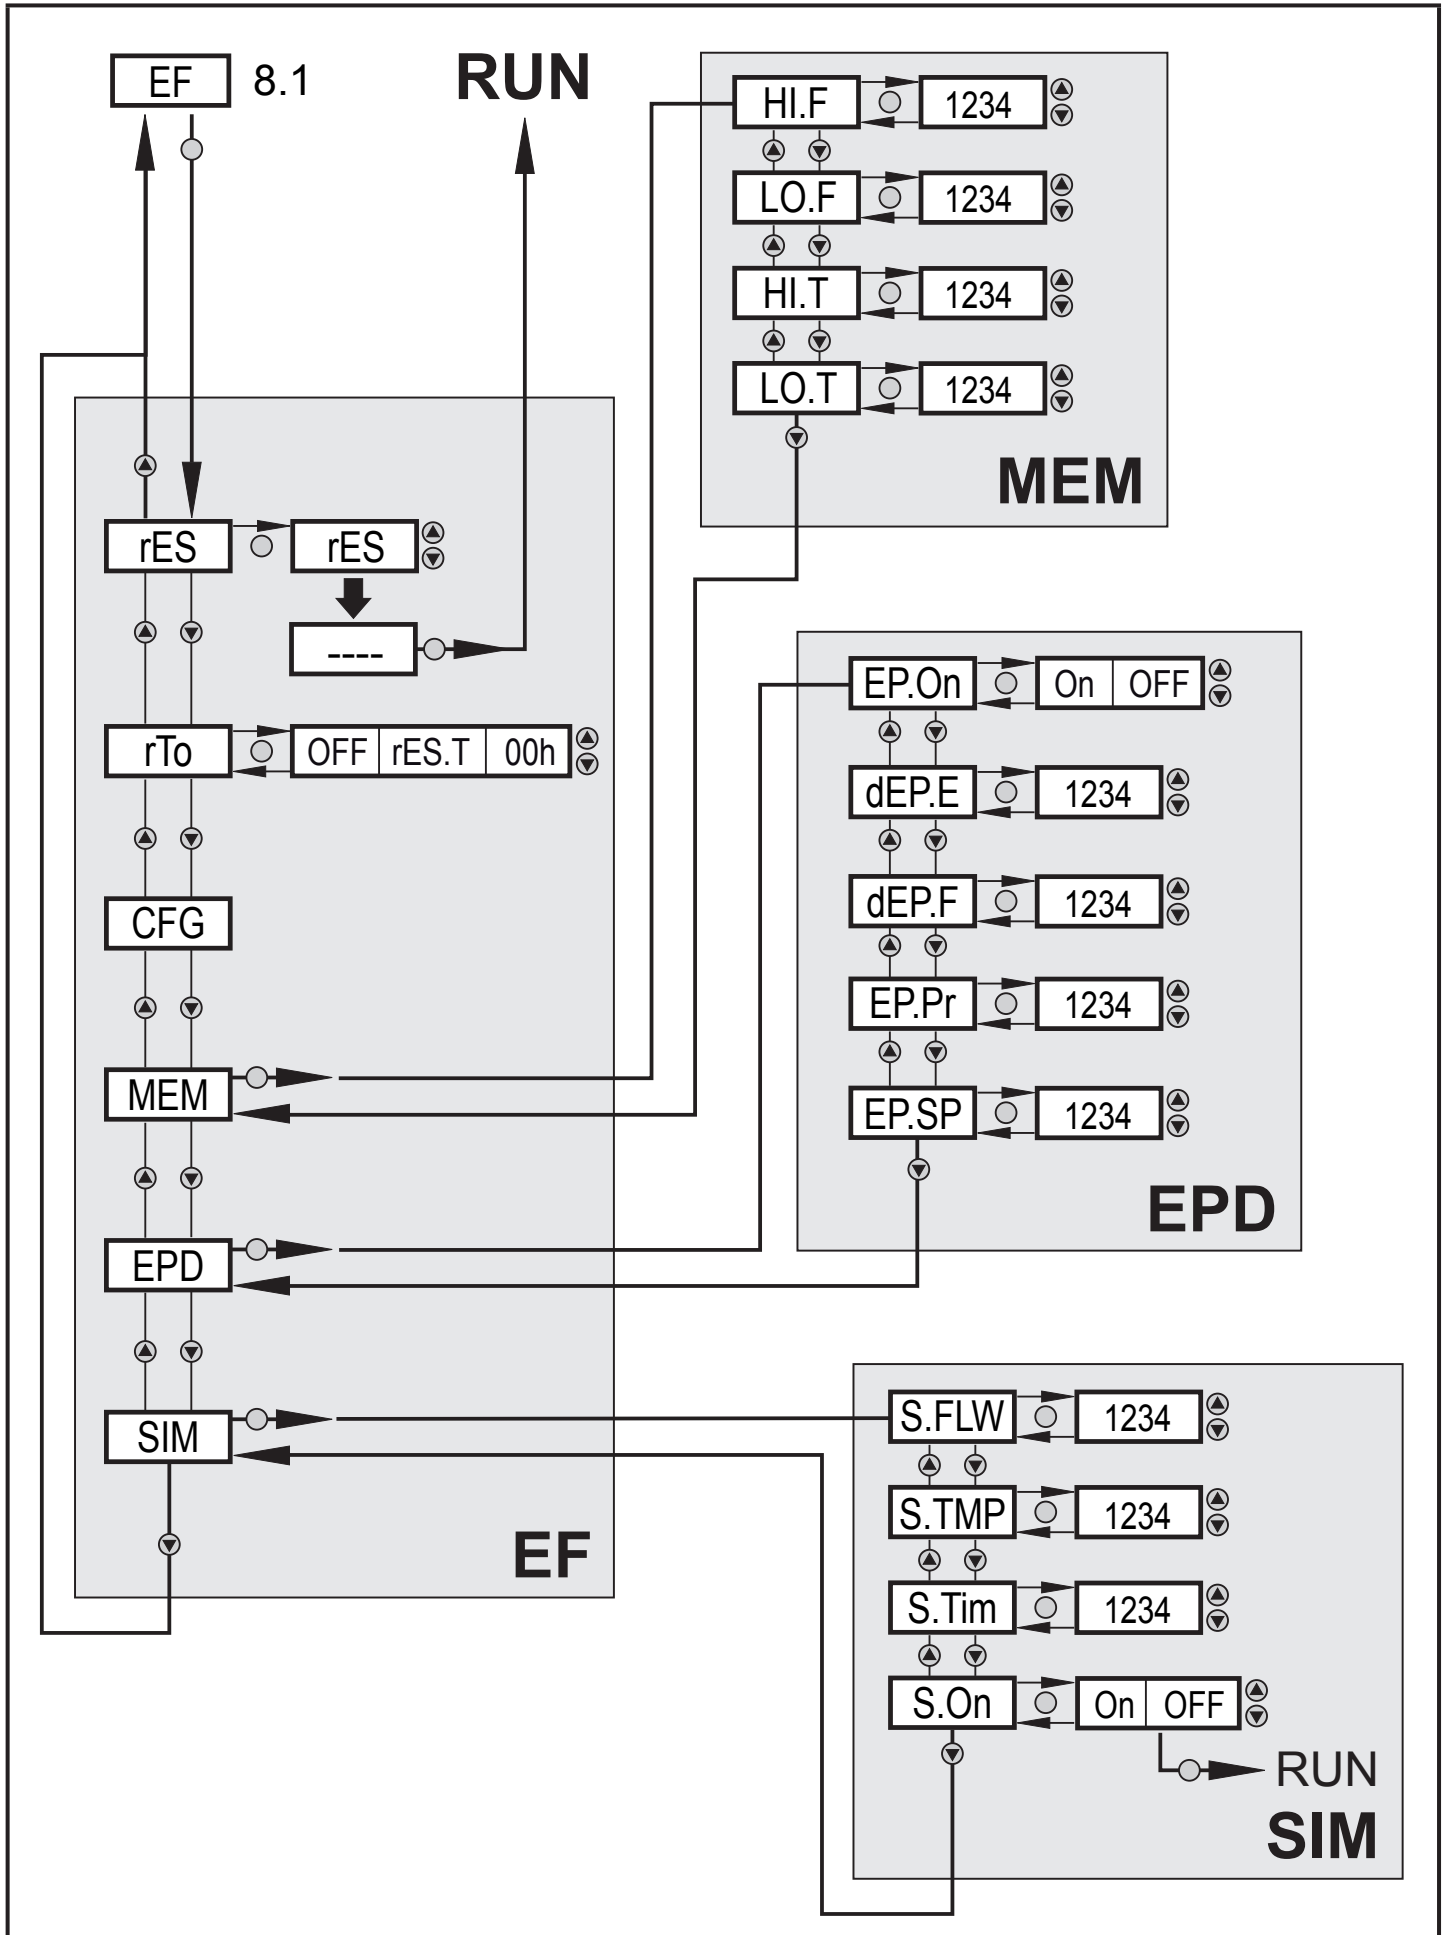 EF 8.1 RUN
rES rES
----
rTo OFF rES.T 00h
CFG
MEM
EPD
SIM
EF
HI.F 1234
LO.F 1234
HI.T 1234
LO.T 1234
MEM
EP.On On OFF
dEP.E 1234
dEP.F 1234
EP.Pr 1234
EP.SP 1234
EPD
S.FLW 1234
S.TMP 1234
S.Tim 1234
S.On On OFF
RUN
SIM